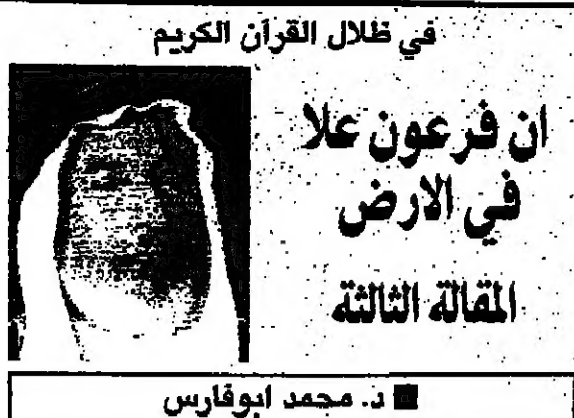 في ظلال القرآن الكريم
ان فرعون علا
في الارض
المقالة الثالثة
د. محمد ابوفارس